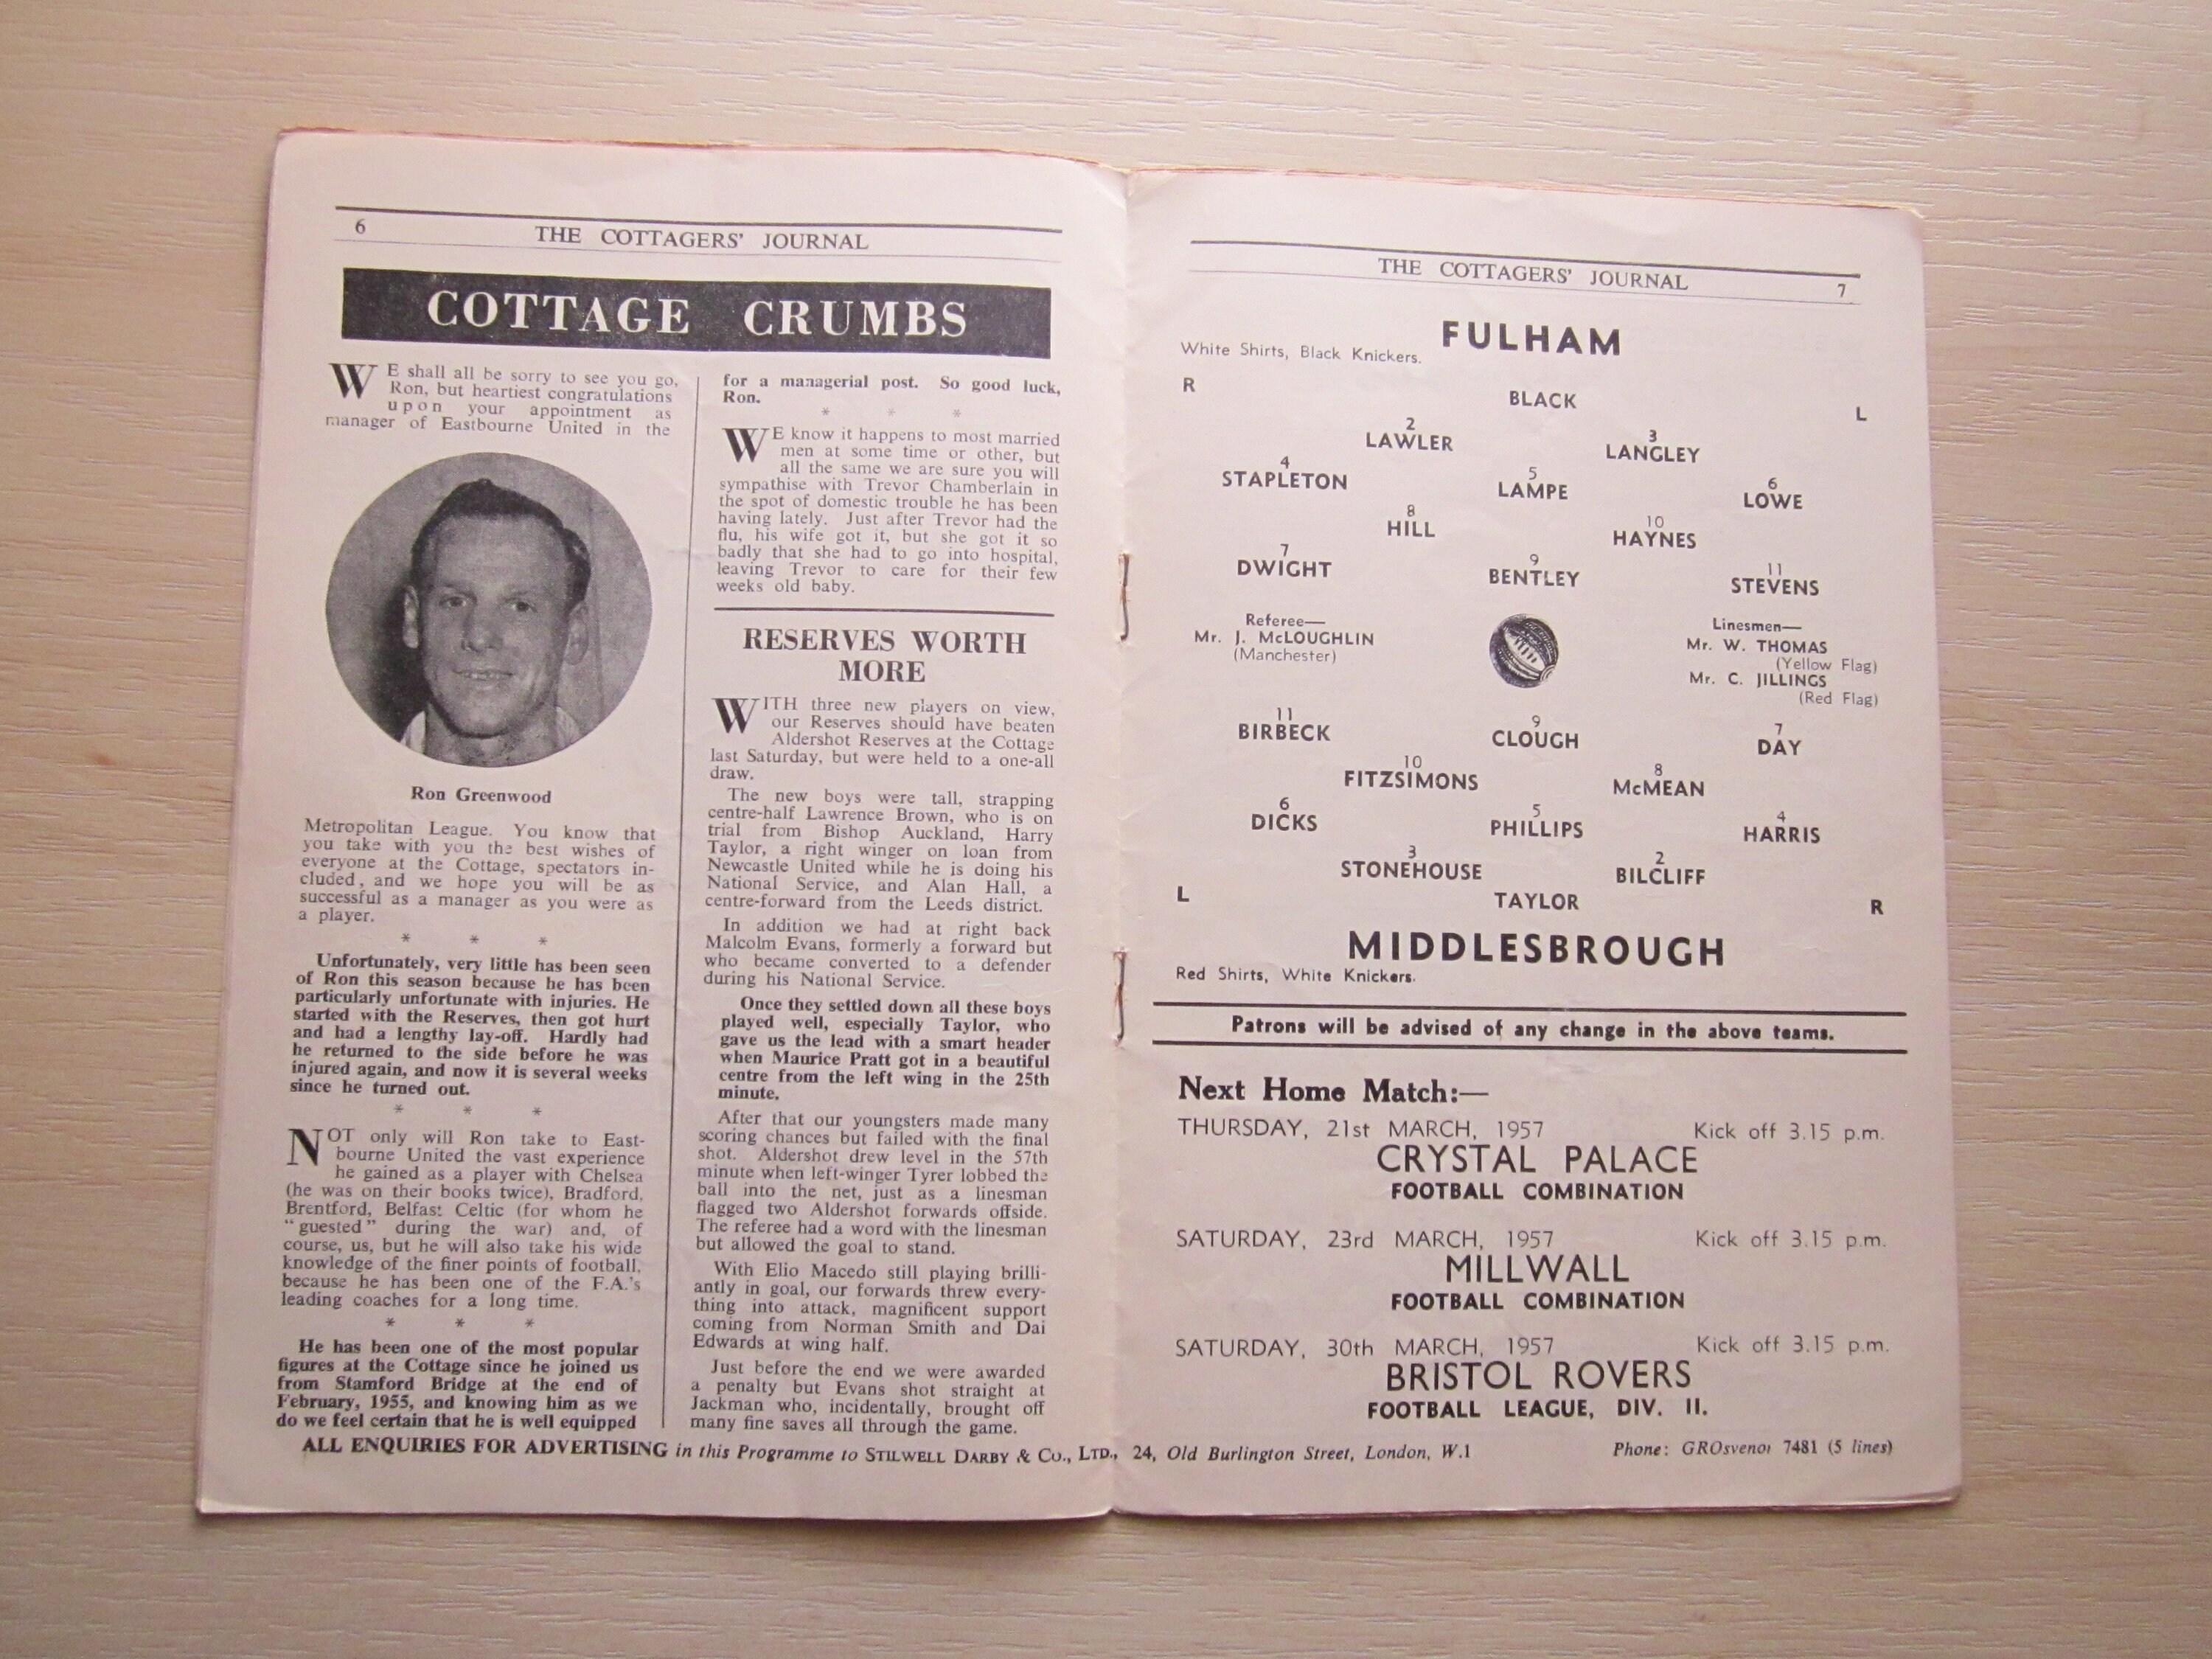 6
THE COTTAGERS' JOURNAL
COTTAGE CRUMBS
WE shall all be sorry to see you go,
Ron, but heartiest congratulations
upon your appointment as
manager of Eastbourne United in the
Ron Greenwood
Metropolitan League. You know that
you take with you the best wishes of
everyone at the Cottage, spectators in-
cluded, and we hope you will be as
successful as a manager as you were as
a player.
* * *
Unfortunately, very little has been seen
of Ron this season because he has been
particularly unfortunate with injuries. He
started with the Reserves, then got hurt
and had a lengthy lay-off. Hardly had
he returned to the side before he was
injured again, and now it is several weeks
since he turned out.
* * *
NOT only will Ron take to East-
bourne United the vast experience
he gained as a player with Chelsea
(he was on their books twice), Bradford,
Brentford, Belfast Celtic (for whom he
"guested" during the war) and, of
course, us, but he will also take his wide
knowledge of the finer points of football,
because he has been one of the F.A.'s
leading coaches for a long time.
* * *
He has been one of the most popular
figures at the Cottage since he joined us
from Stamford Bridge at the end of
February, 1955, and knowing him as we
do we feel certain that he is well equipped
for a managerial post. So good luck,
Ron.
* * *
WE know it happens to most married
men at some time or other, but
all the same we are sure you will
sympathise with Trevor Chamberlain in
the spot of domestic trouble he has been
having lately. Just after Trevor had the
flu, his wife got it, but she got it so
badly that she had to go into hospital,
leaving Trevor to care for their few
weeks old baby.
RESERVES WORTH
MORE
WITH three new players on view,
our Reserves should have beaten
Aldershot Reserves at the Cottage
last Saturday, but were held to a one-all
draw.
The new boys were tall, strapping
centre-half Lawrence Brown, who is on
trial from Bishop Auckland, Harry
Taylor, a right winger on loan from
Newcastle United while he is doing his
National Service, and Alan Hall, a
centre-forward from the Leeds district.
In addition we had at right back
Malcolm Evans, formerly a forward but
who became converted to a defender
during his National Service.
Once they settled down all these boys
played well, especially Taylor, who
gave us the lead with a smart header
when Maurice Pratt got in a beautiful
centre from the left wing in the 25th
minute.
After that our youngsters made many
scoring chances but failed with the final
shot. Aldershot drew level in the 57th
minute when left-winger Tyrer lobbed the
ball into the net, just as a linesman
flagged two Aldershot forwards offside.
The referee had a word with the linesman
but allowed the goal to stand.
With Elio Macedo still playing brilli-
antly in goal, our forwards threw every-
thing into attack, magnificent support
coming from Norman Smith and Dai
Edwards at wing half.
Just before the end we were awarded
a penalty but Evans shot straight at
Jackman who, incidentally, brought off
many fine saves all through the game.
THE COTTAGERS' JOURNAL
7
FULHAM
White Shirts, Black Knickers.
R
BLACK
L
2
LAWLER
3
LANGLEY
4
STAPLETON
5
LAMPE
6
LOWE
8
HILL
10
HAYNES
7
DWIGHT
9
BENTLEY
11
STEVENS
Referee—
Mr. J. McLOUGHLIN
(Manchester)
Linesmen—
Mr. W. THOMAS
(Yellow Flag)
Mr. C. JILLINGS
(Red Flag)
11
BIRBECK
9
CLOUGH
7
DAY
10
FITZSIMONS
8
McMEAN
6
DICKS
5
PHILLIPS
4
HARRIS
3
STONEHOUSE
2
BILCLIFF
L
TAYLOR
R
MIDDLESBROUGH
Red Shirts, White Knickers.
Patrons will be advised of any change in the above teams.
Next Home Match:—
THURSDAY, 21st MARCH, 1957 Kick off 3.15 p.m.
CRYSTAL PALACE
FOOTBALL COMBINATION
SATURDAY, 23rd MARCH, 1957 Kick off 3.15 p.m.
MILLWALL
FOOTBALL COMBINATION
SATURDAY, 30th MARCH, 1957 Kick off 3.15 p.m.
BRISTOL ROVERS
FOOTBALL LEAGUE, DIV. II.
ALL ENQUIRIES FOR ADVERTISING in this Programme to STILWELL DARBY & CO., LTD., 24, Old Burlington Street, London, W.1 Phone: GROsvenor 7481 (5 lines)